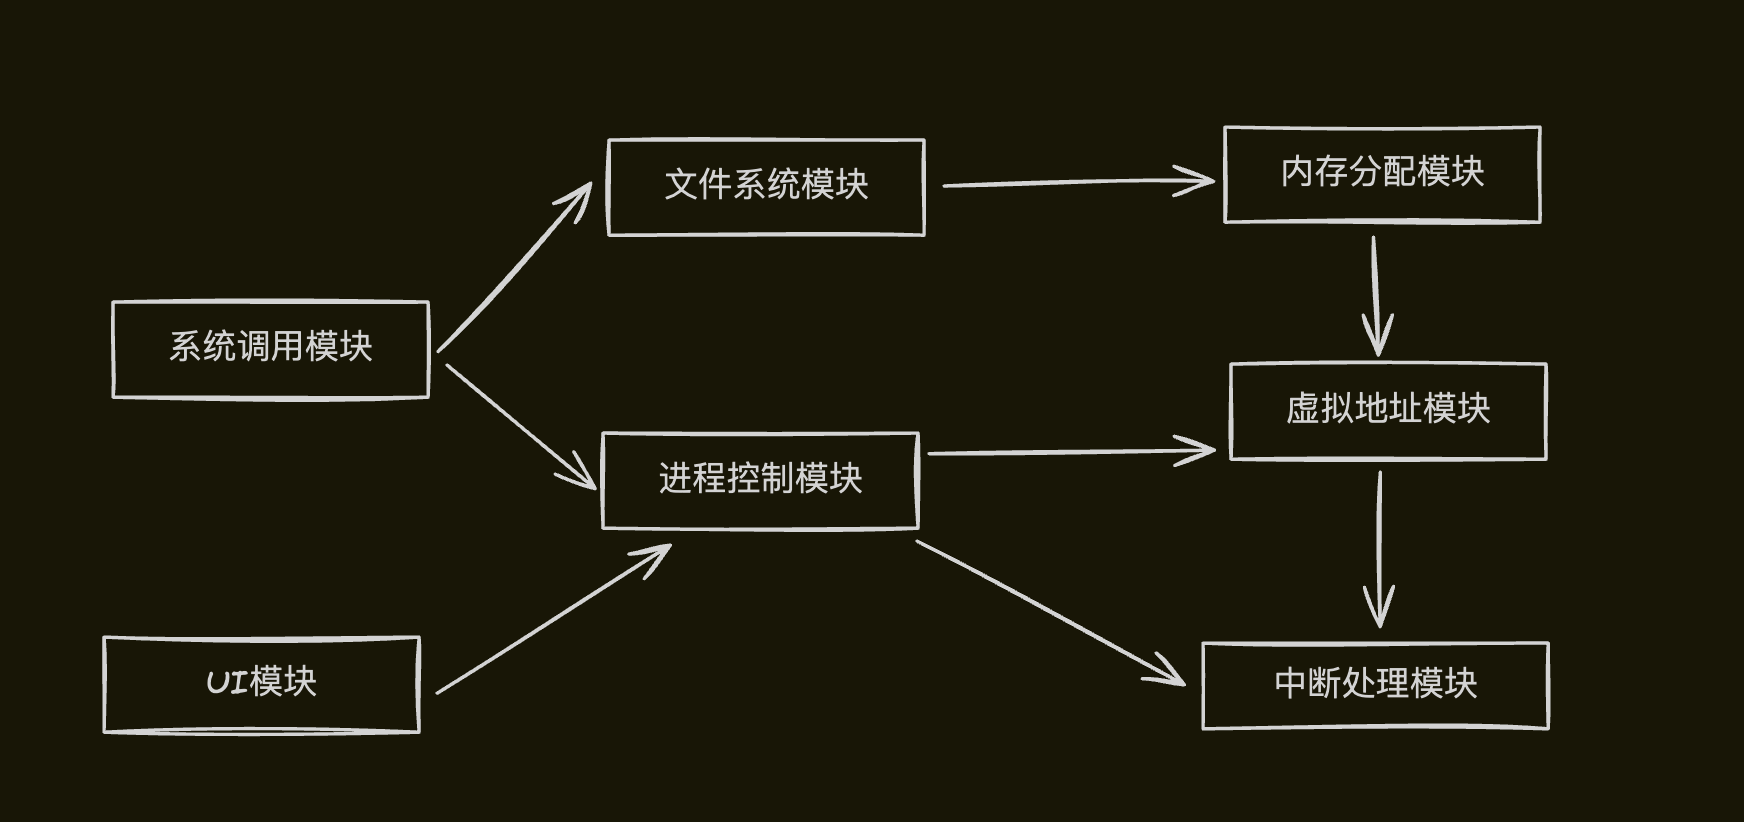 文件系统模块
内存分配模块
系统调用模块
虚拟地址模块
进程控制模块
UI模块
中断处理模块